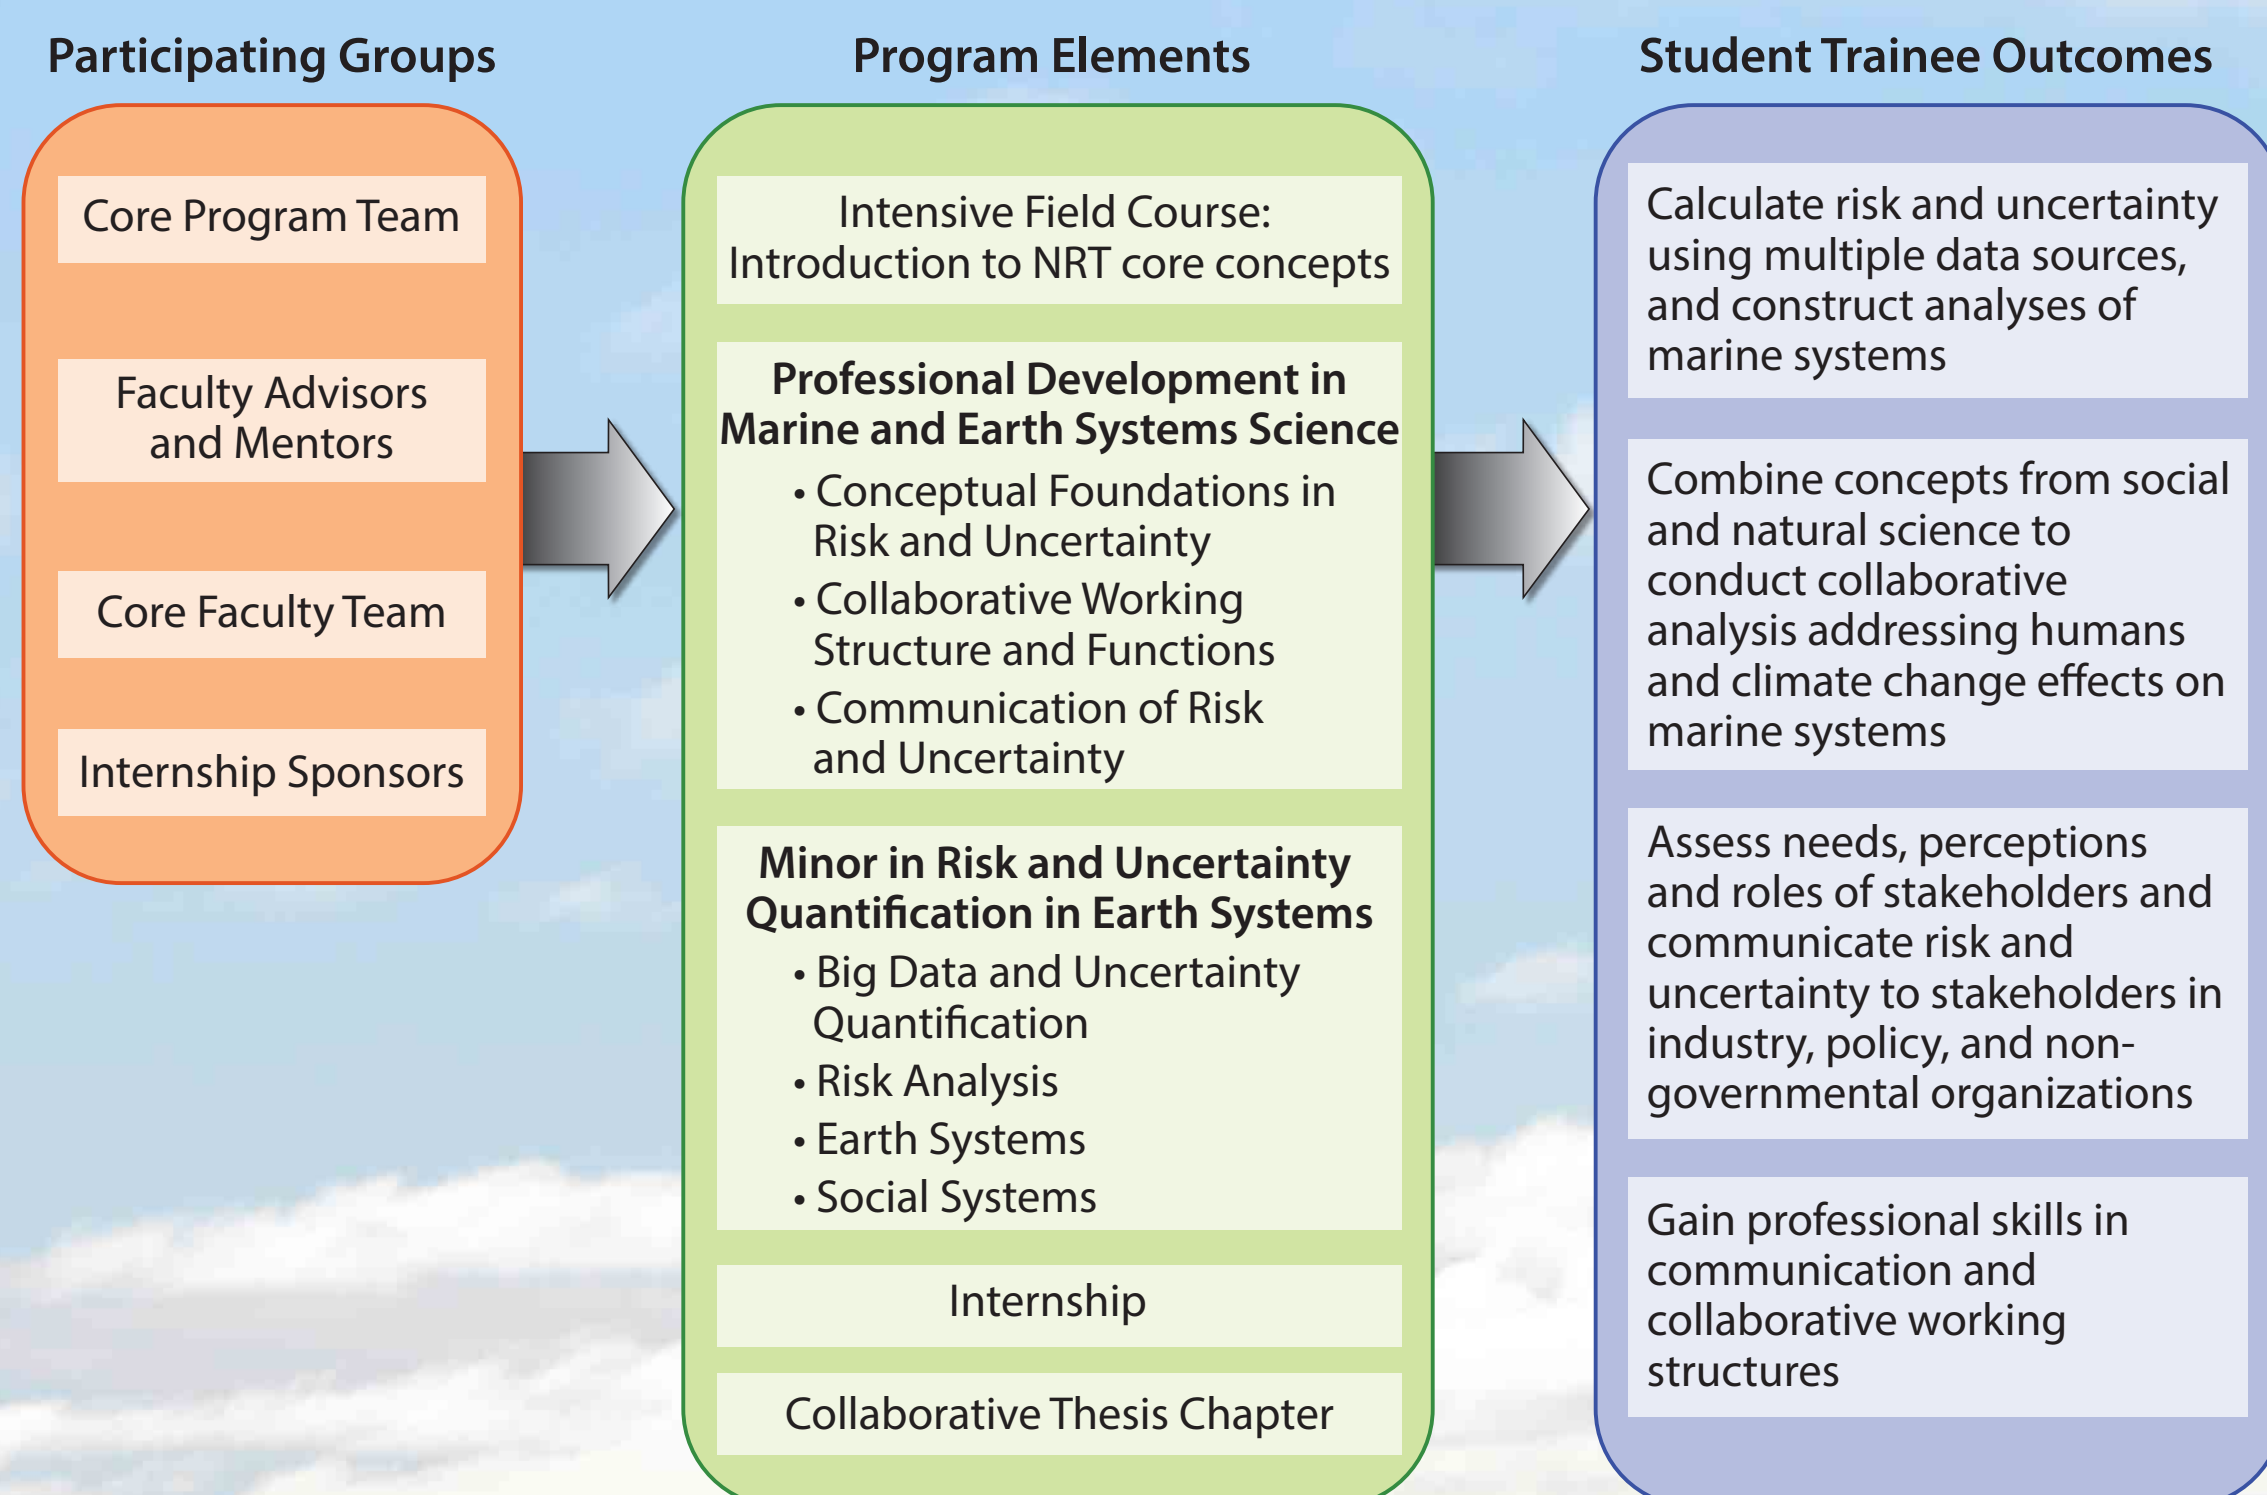 Participating Groups
Core Program Team
Faculty Advisors
and Mentors
Core Faculty Team
Internship Sponsors
Program Elements
Intensive Field Course:
Introduction to NRT core concepts
Professional Development in
Marine and Earth Systems Science
• Conceptual Foundations in
Risk and Uncertainty
• Collaborative Working
Structure and Functions
• Communication of Risk
and Uncertainty
Minor in Risk and Uncertainty
Quantification in Earth Systems
• Big Data and Uncertainty
Quantification
• Risk Analysis
• Earth Systems
• Social Systems
Internship
Collaborative Thesis Chapter
Student Trainee Outcomes
Calculate risk and uncertainty
using multiple data sources,
and construct analyses of
marine systems
Combine concepts from social
and natural science to
conduct collaborative
analysis addressing humans
and climate change effects on
marine systems
Assess needs, perceptions
and roles of stakeholders and
communicate risk and
uncertainty to stakeholders in
industry, policy, and non-
governmental organizations
Gain professional skills in
communication and
collaborative working
structures